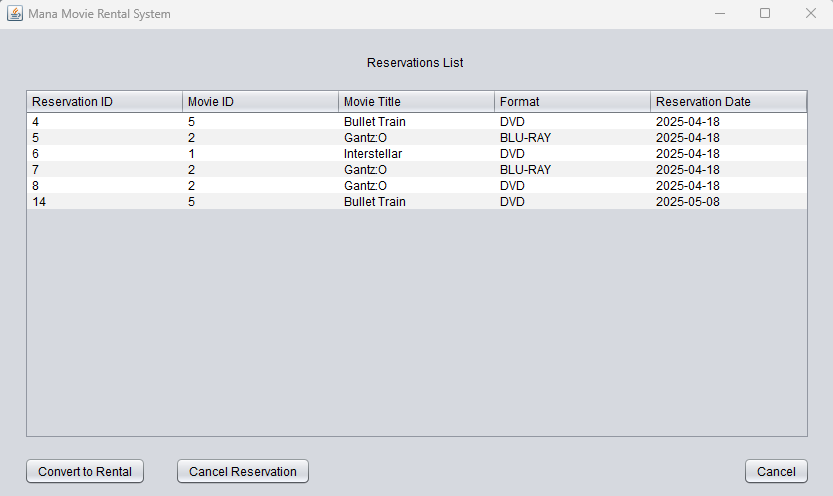 Mana Movie Rental System
Reservations List
Reservation ID Movie ID Movie Title Format Reservation Date
4 5 Bullet Train DVD 2025-04-18
5 2 Gantz:O BLU-RAY 2025-04-18
6 1 Interstellar DVD 2025-04-18
7 2 Gantz:O BLU-RAY 2025-04-18
8 2 Gantz:O DVD 2025-04-18
14 5 Bullet Train DVD 2025-05-08
Convert to Rental Cancel Reservation Cancel